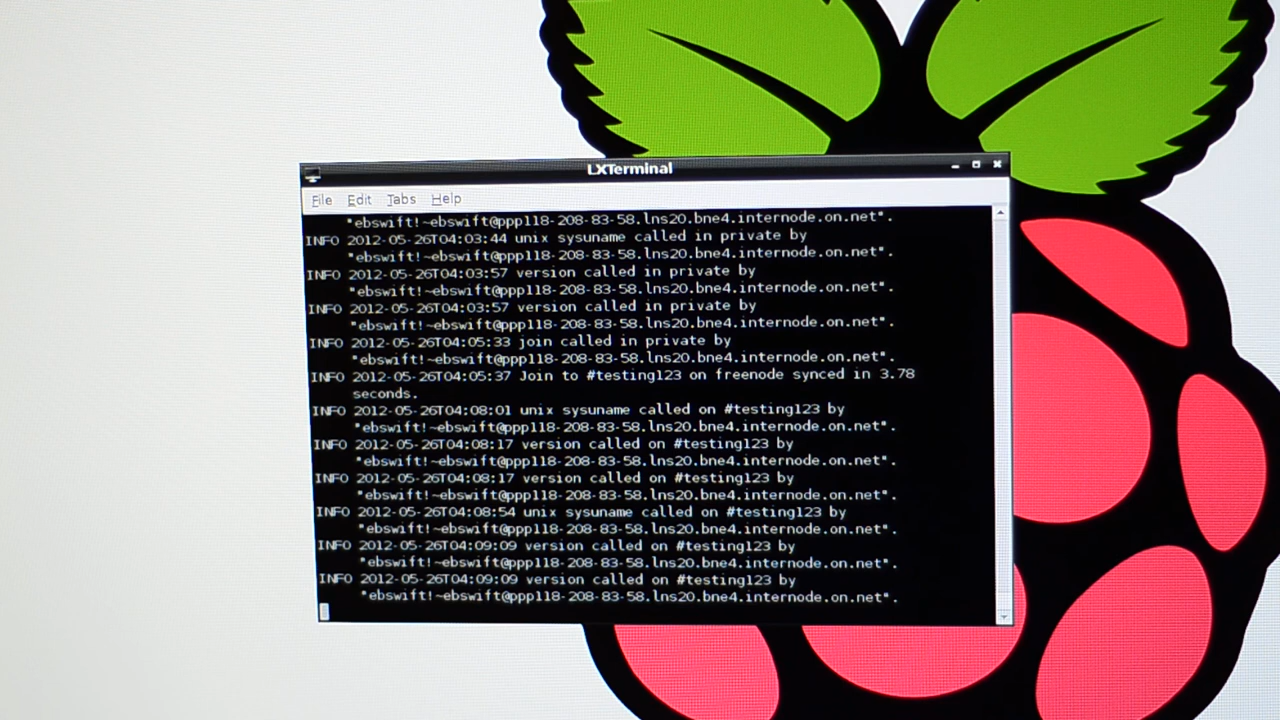 LXTerminal
File Edit Tabs Help
"ebswift!~ebswift@ppp118-208-83-58.lns20.bne4.internode.on.net".
INFO 2012-05-26T04:03:44 unix sysuname called in private by
"ebswift!~ebswift@ppp118-208-83-58.lns20.bne4.internode.on.net".
INFO 2012-05-26T04:03:57 version called in private by
"ebswift!~ebswift@ppp118-208-83-58.lns20.bne4.internode.on.net".
INFO 2012-05-26T04:03:57 version called in private by
"ebswift!~ebswift@ppp118-208-83-58.lns20.bne4.internode.on.net".
INFO 2012-05-26T04:05:33 join called in private by
"ebswift!~ebswift@ppp118-208-83-58.lns20.bne4.internode.on.net".
INFO 2012-05-26T04:05:37 Join to #testing123 on freenode synced in 3.78
seconds.
INFO 2012-05-26T04:08:01 unix sysuname called on #testing123 by
"ebswift!~ebswift@ppp118-208-83-58.lns20.bne4.internode.on.net".
INFO 2012-05-26T04:08:17 version called on #testing123 by
"ebswift!~ebswift@ppp118-208-83-58.lns20.bne4.internode.on.net".
INFO 2012-05-26T04:08:17 version called on #testing123 by
"ebswift!~ebswift@ppp118-208-83-58.lns20.bne4.internode.on.net".
INFO 2012-05-26T04:08:54 unix sysuname called on #testing123 by
"ebswift!~ebswift@ppp118-208-83-58.lns20.bne4.internode.on.net".
INFO 2012-05-26T04:09:09 version called on #testing123 by
"ebswift!~ebswift@ppp118-208-83-58.lns20.bne4.internode.on.net".
INFO 2012-05-26T04:09:09 version called on #testing123 by
"ebswift!~ebswift@ppp118-208-83-58.lns20.bne4.internode.on.net".